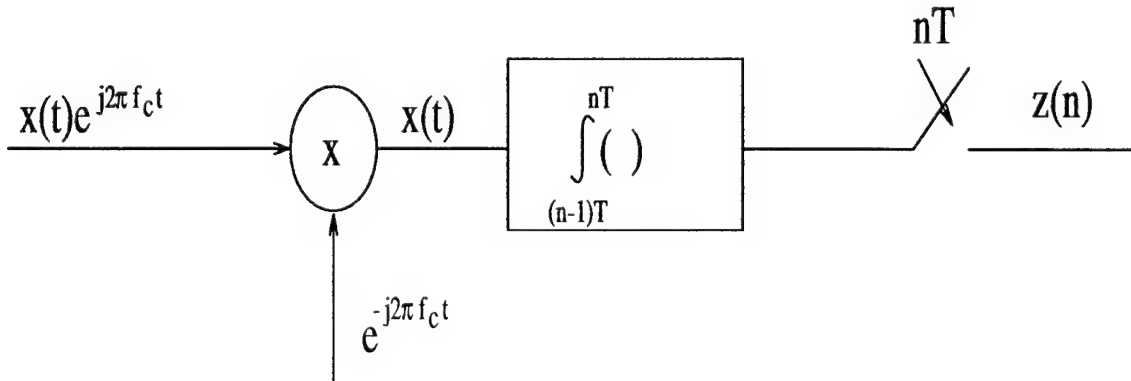 nT
x(t)e^{j2π f_c t}
x
x(t)
nT
∫( )
(n-1)T
z(n)
e^{-j2π f_c t}